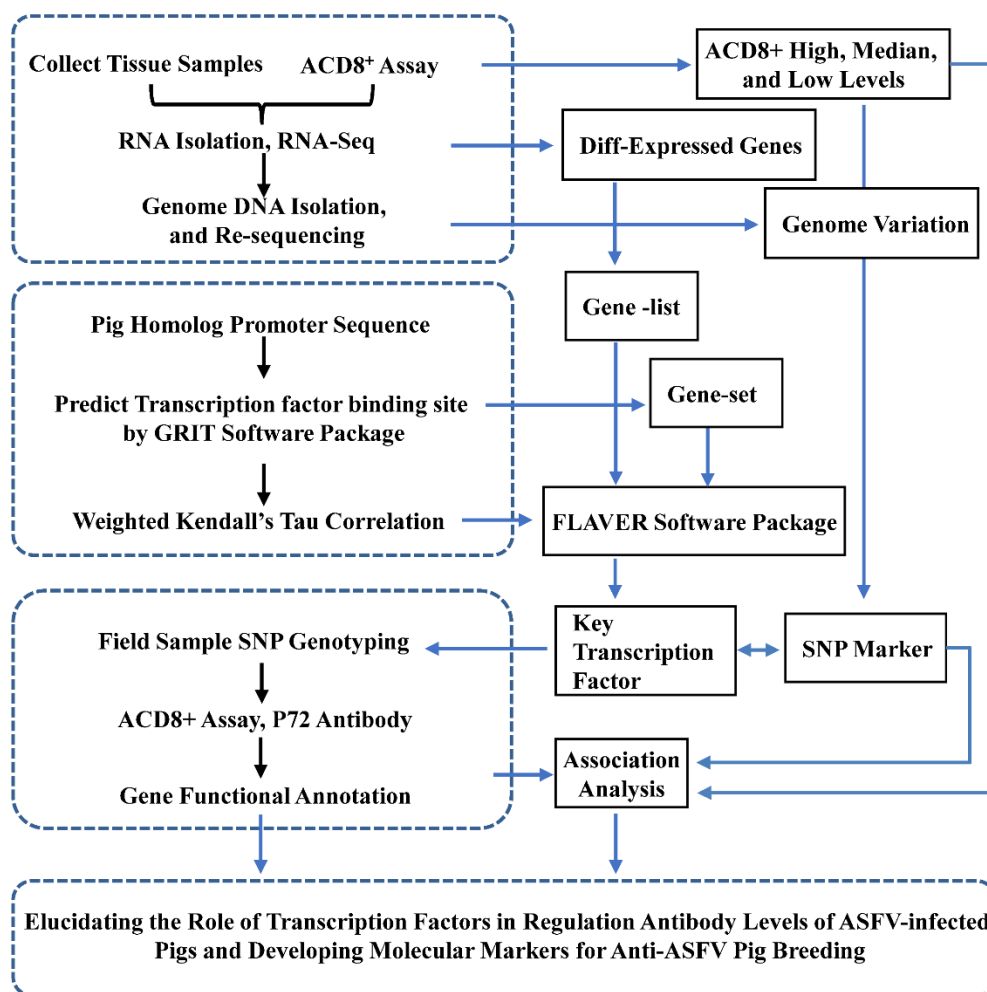 Collect Tissue Samples
ACD8⁺ Assay
ACD8+ High, Median,
and Low Levels
RNA Isolation, RNA-Seq
Diff-Expressed Genes
Genome DNA Isolation,
and Re-sequencing
Genome Variation
Gene -list
Pig Homolog Promoter Sequence
Predict Transcription factor binding site
by GRIT Software Package
Gene-set
Weighted Kendall's Tau Correlation
FLAVER Software Package
Field Sample SNP Genotyping
Key
Transcription
Factor
SNP Marker
ACD8+ Assay, P72 Antibody
Gene Functional Annotation
Association
Analysis
Elucidating the Role of Transcription Factors in Regulation Antibody Levels of ASFV-infected
Pigs and Developing Molecular Markers for Anti-ASFV Pig Breeding